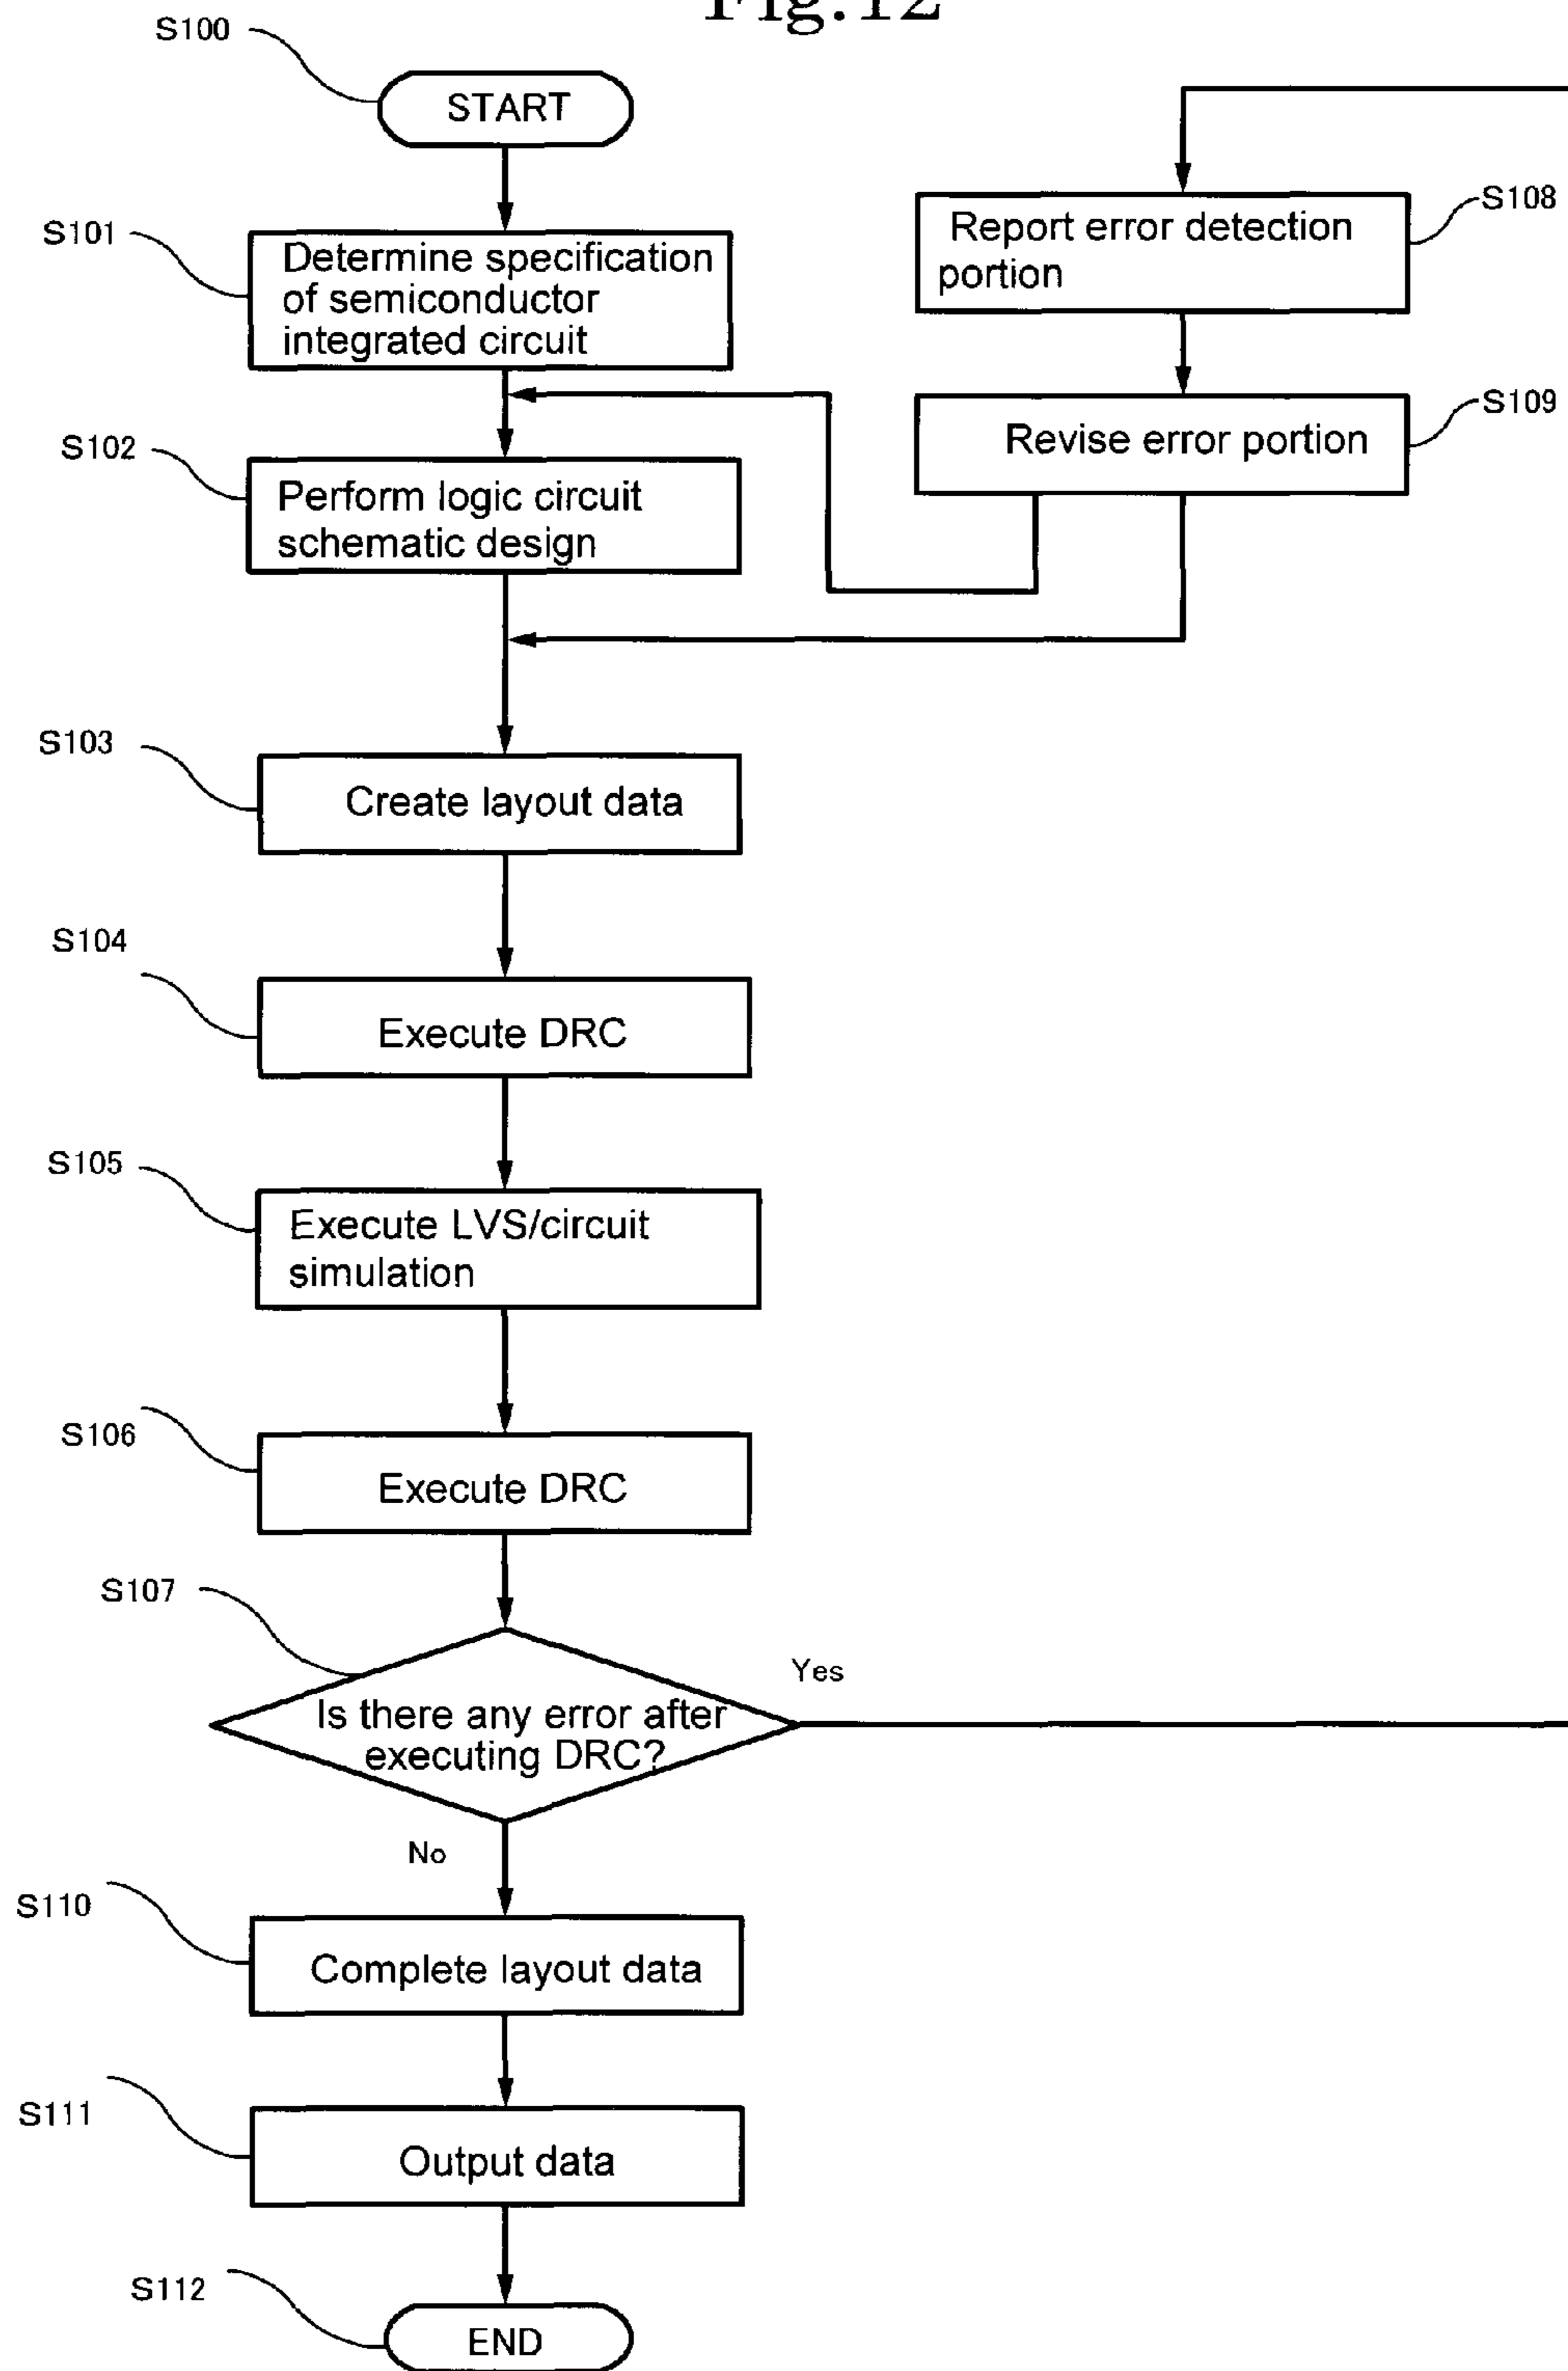 Fig.12
S100
START
S101
Determine specification
of semiconductor
integrated circuit
S102
Perform logic circuit
schematic design
S103
Create layout data
S104
Execute DRC
S105
Execute LVS/circuit
simulation
S106
Execute DRC
S107
Is there any error after
executing DRC?
Yes
No
S108
Report error detection
portion
S109
Revise error portion
S110
Complete layout data
S111
Output data
S112
END